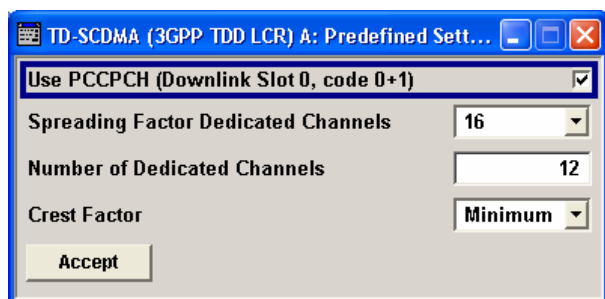 TD-SCDMA (3GPP TDD LCR) A: Predefined Sett...
Use PCCPCH (Downlink Slot 0, code 0+1)
Spreading Factor Dedicated Channels 16
Number of Dedicated Channels 12
Crest Factor Minimum
Accept